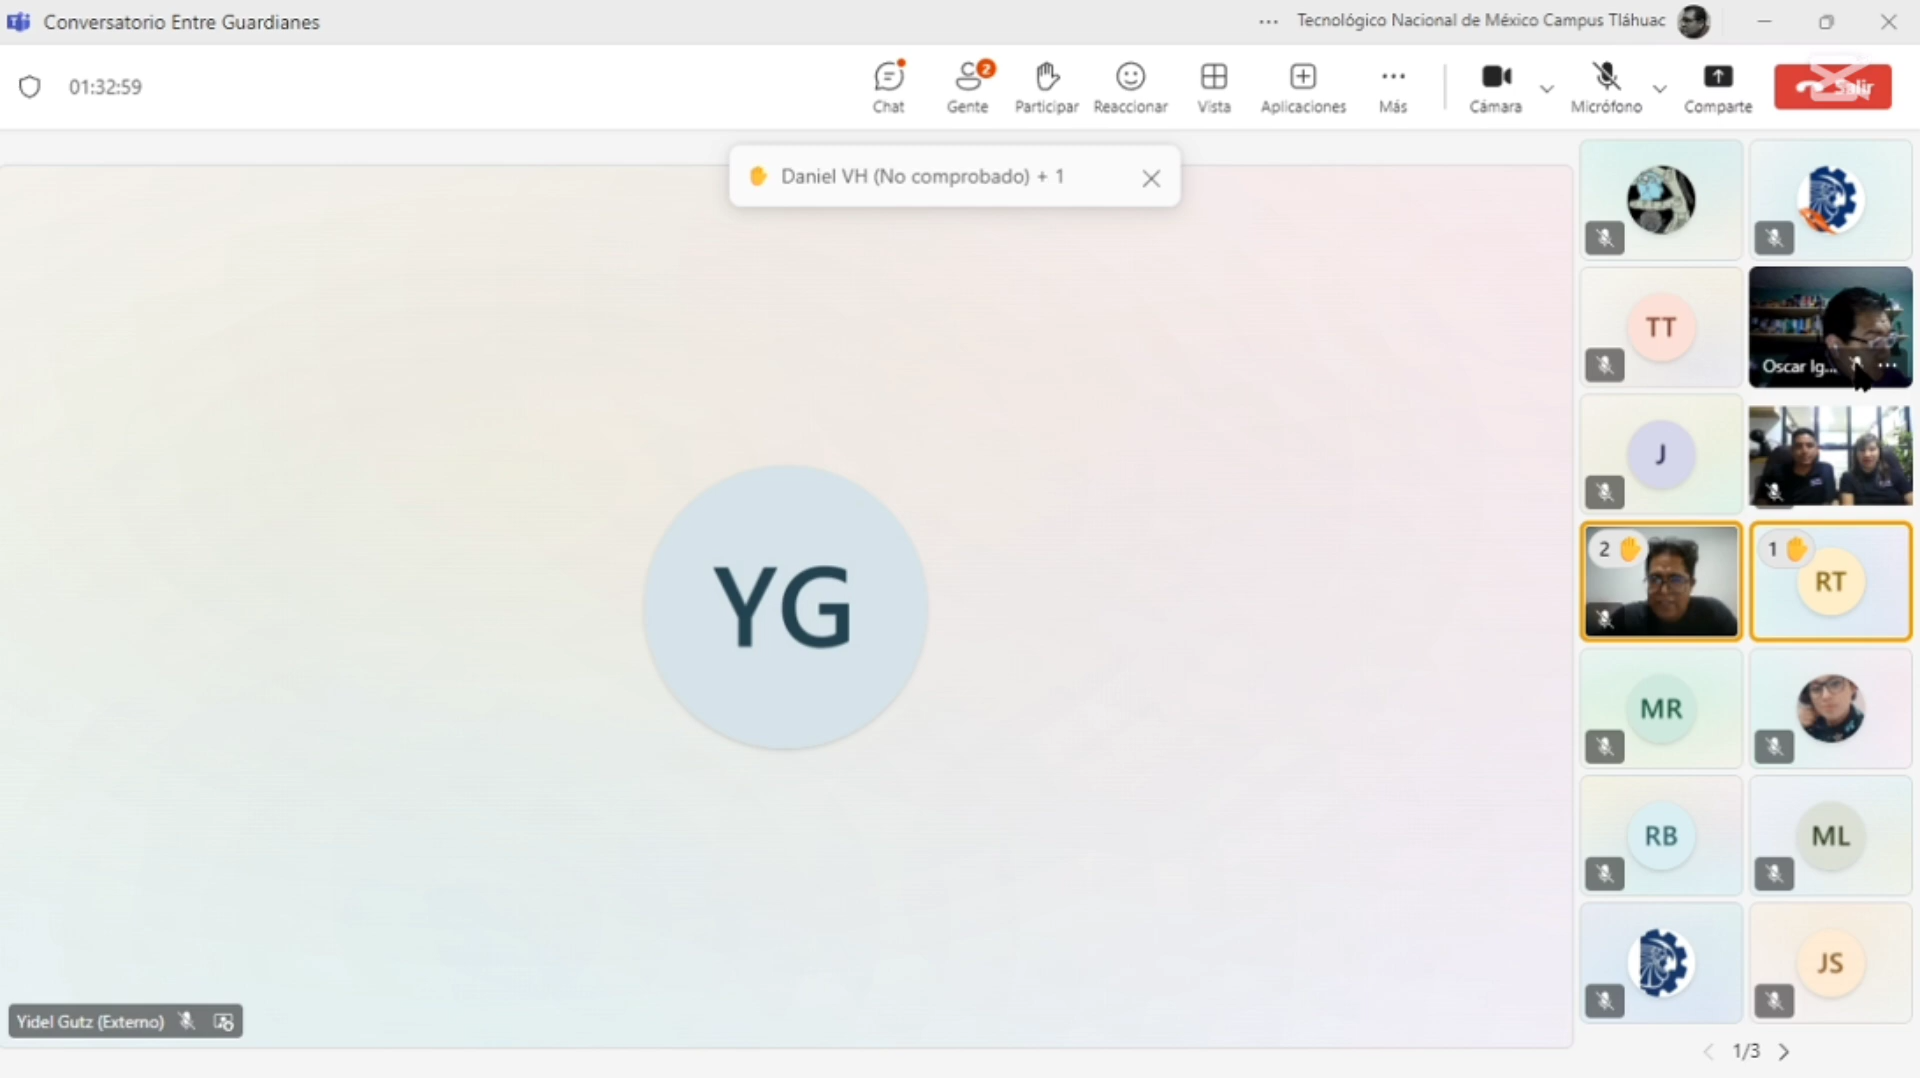 Conversatorio Entre Guardianes
Tecnológico Nacional de México Campus Tláhuac
01:32:59
Chat
Gente
2
Participar
Reaccionar
Vista
Aplicaciones
Más
Cámara
Micrófono
Comparte
Salir
Daniel VH (No comprobado) + 1
TT
Oscar Ig...
J
2
1
RT
YG
MR
RB
ML
JS
Yidel Gutz (Externo)
1/3